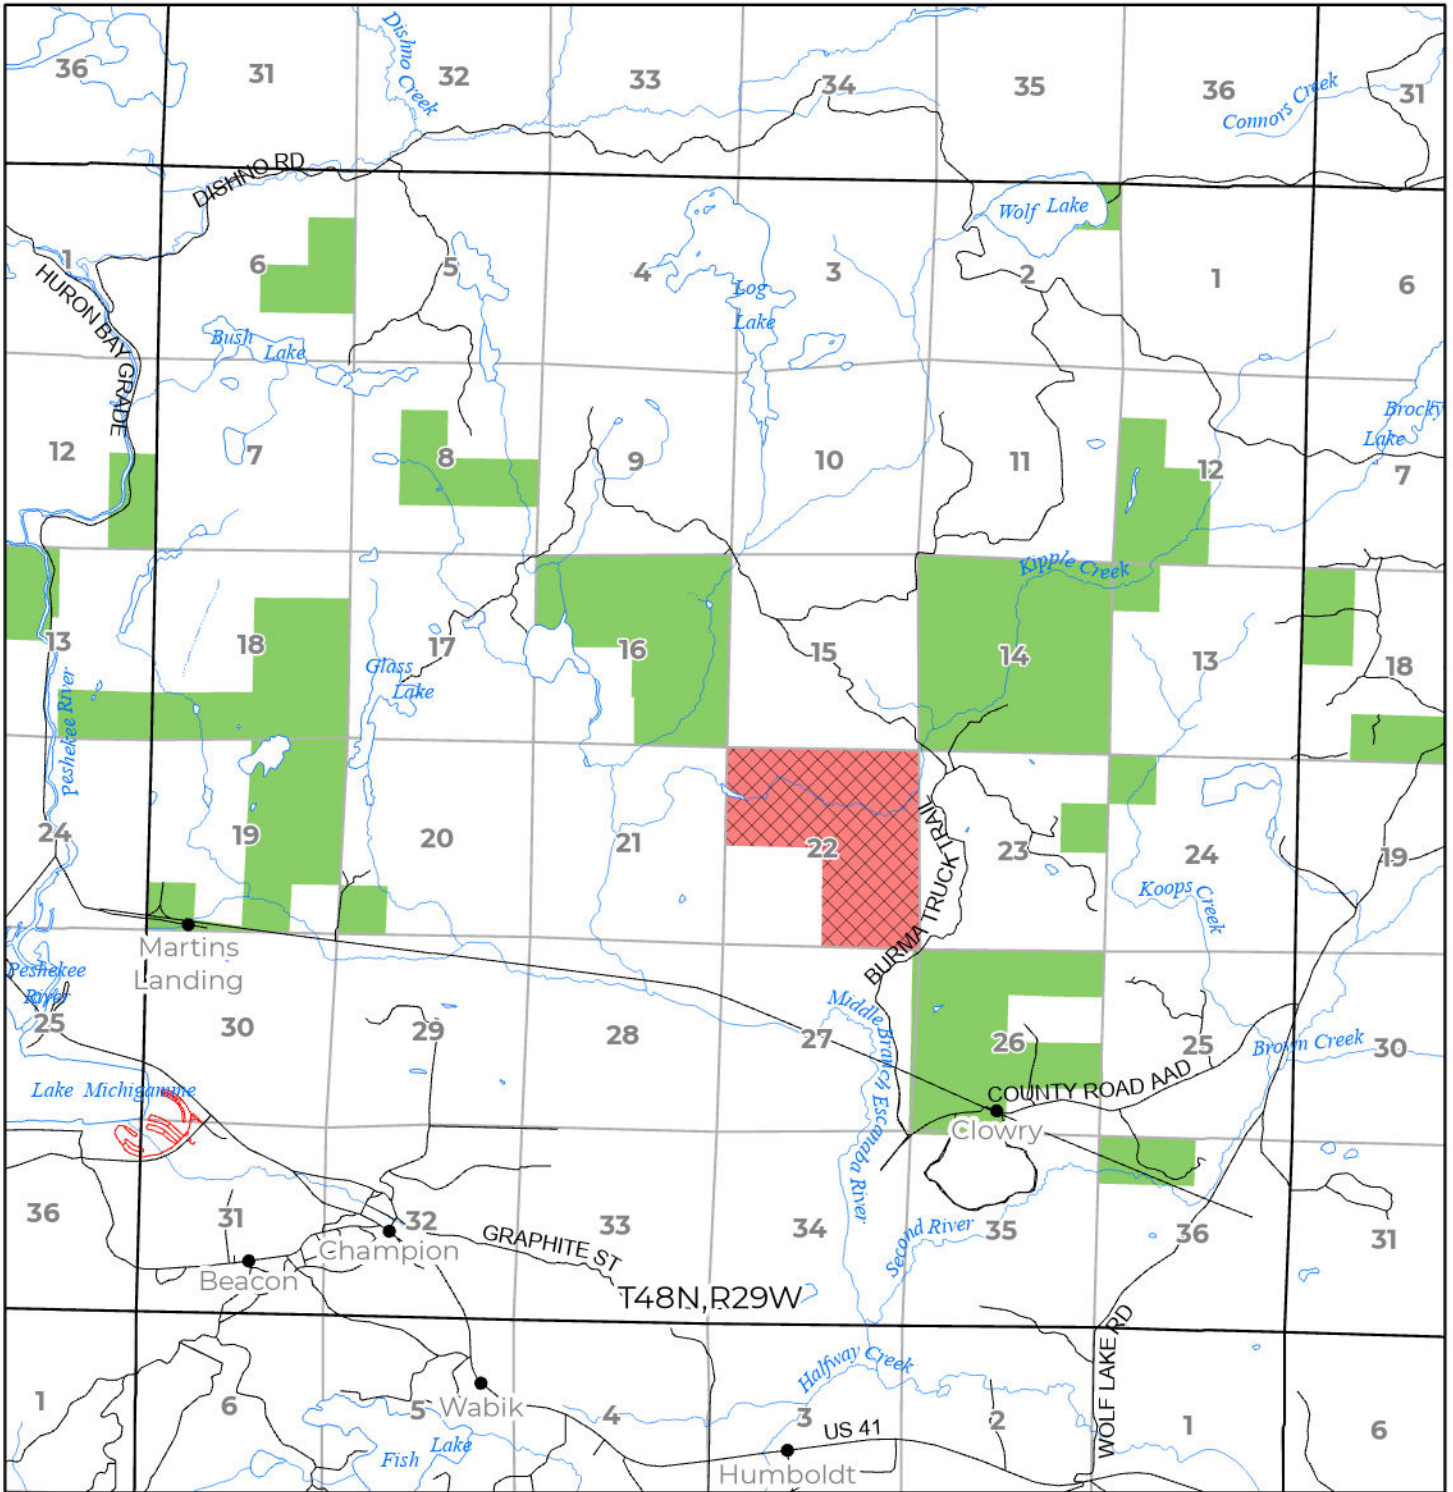 36
31
32
33
34
35
36
31
Dishno Creek
Connors Creek
DISHNO RD
Wolf Lake
1
6
5
4
3
2
1
6
HURON BAY GRADE
Log
Lake
Bush Lake
Brocky
Lake
12
7
8
9
10
11
12
7
Kipple Creek
13
18
17
16
15
14
13
18
Glass
Lake
Peshekee River
24
19
20
21
22
23
24
19
BURMA TRUCK TRAIL
Koops Creek
Martins
Landing
Peshekee
River
25
30
29
28
27
26
25
30
Middle Branch Escanaba River
Brown Creek
Lake Michigamme
COUNTY ROAD AAD
Clowry
36
31
32
33
34
35
36
31
Second River
Champion
GRAPHITE ST
Beacon
T48N,R29W
WOLF LAKE RD
Halfway Creek
1
6
5
Wabik
4
3
2
1
6
US 41
Fish Lake
Humboldt